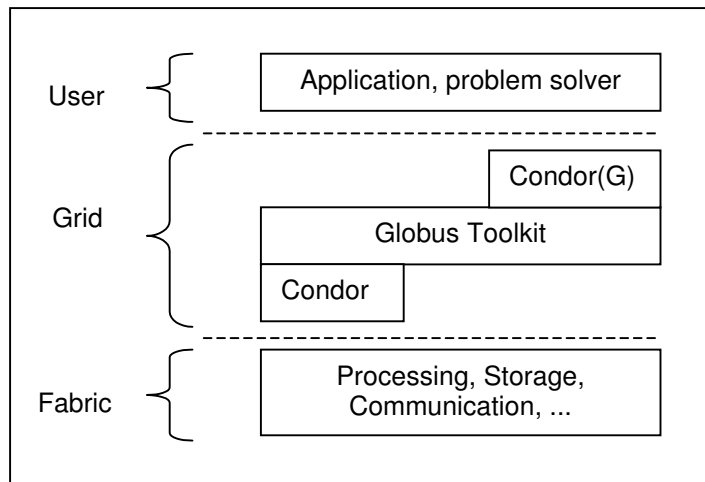 User
Application, problem solver
Grid
Condor(G)
Globus Toolkit
Condor
Fabric
Processing, Storage,
Communication, ...